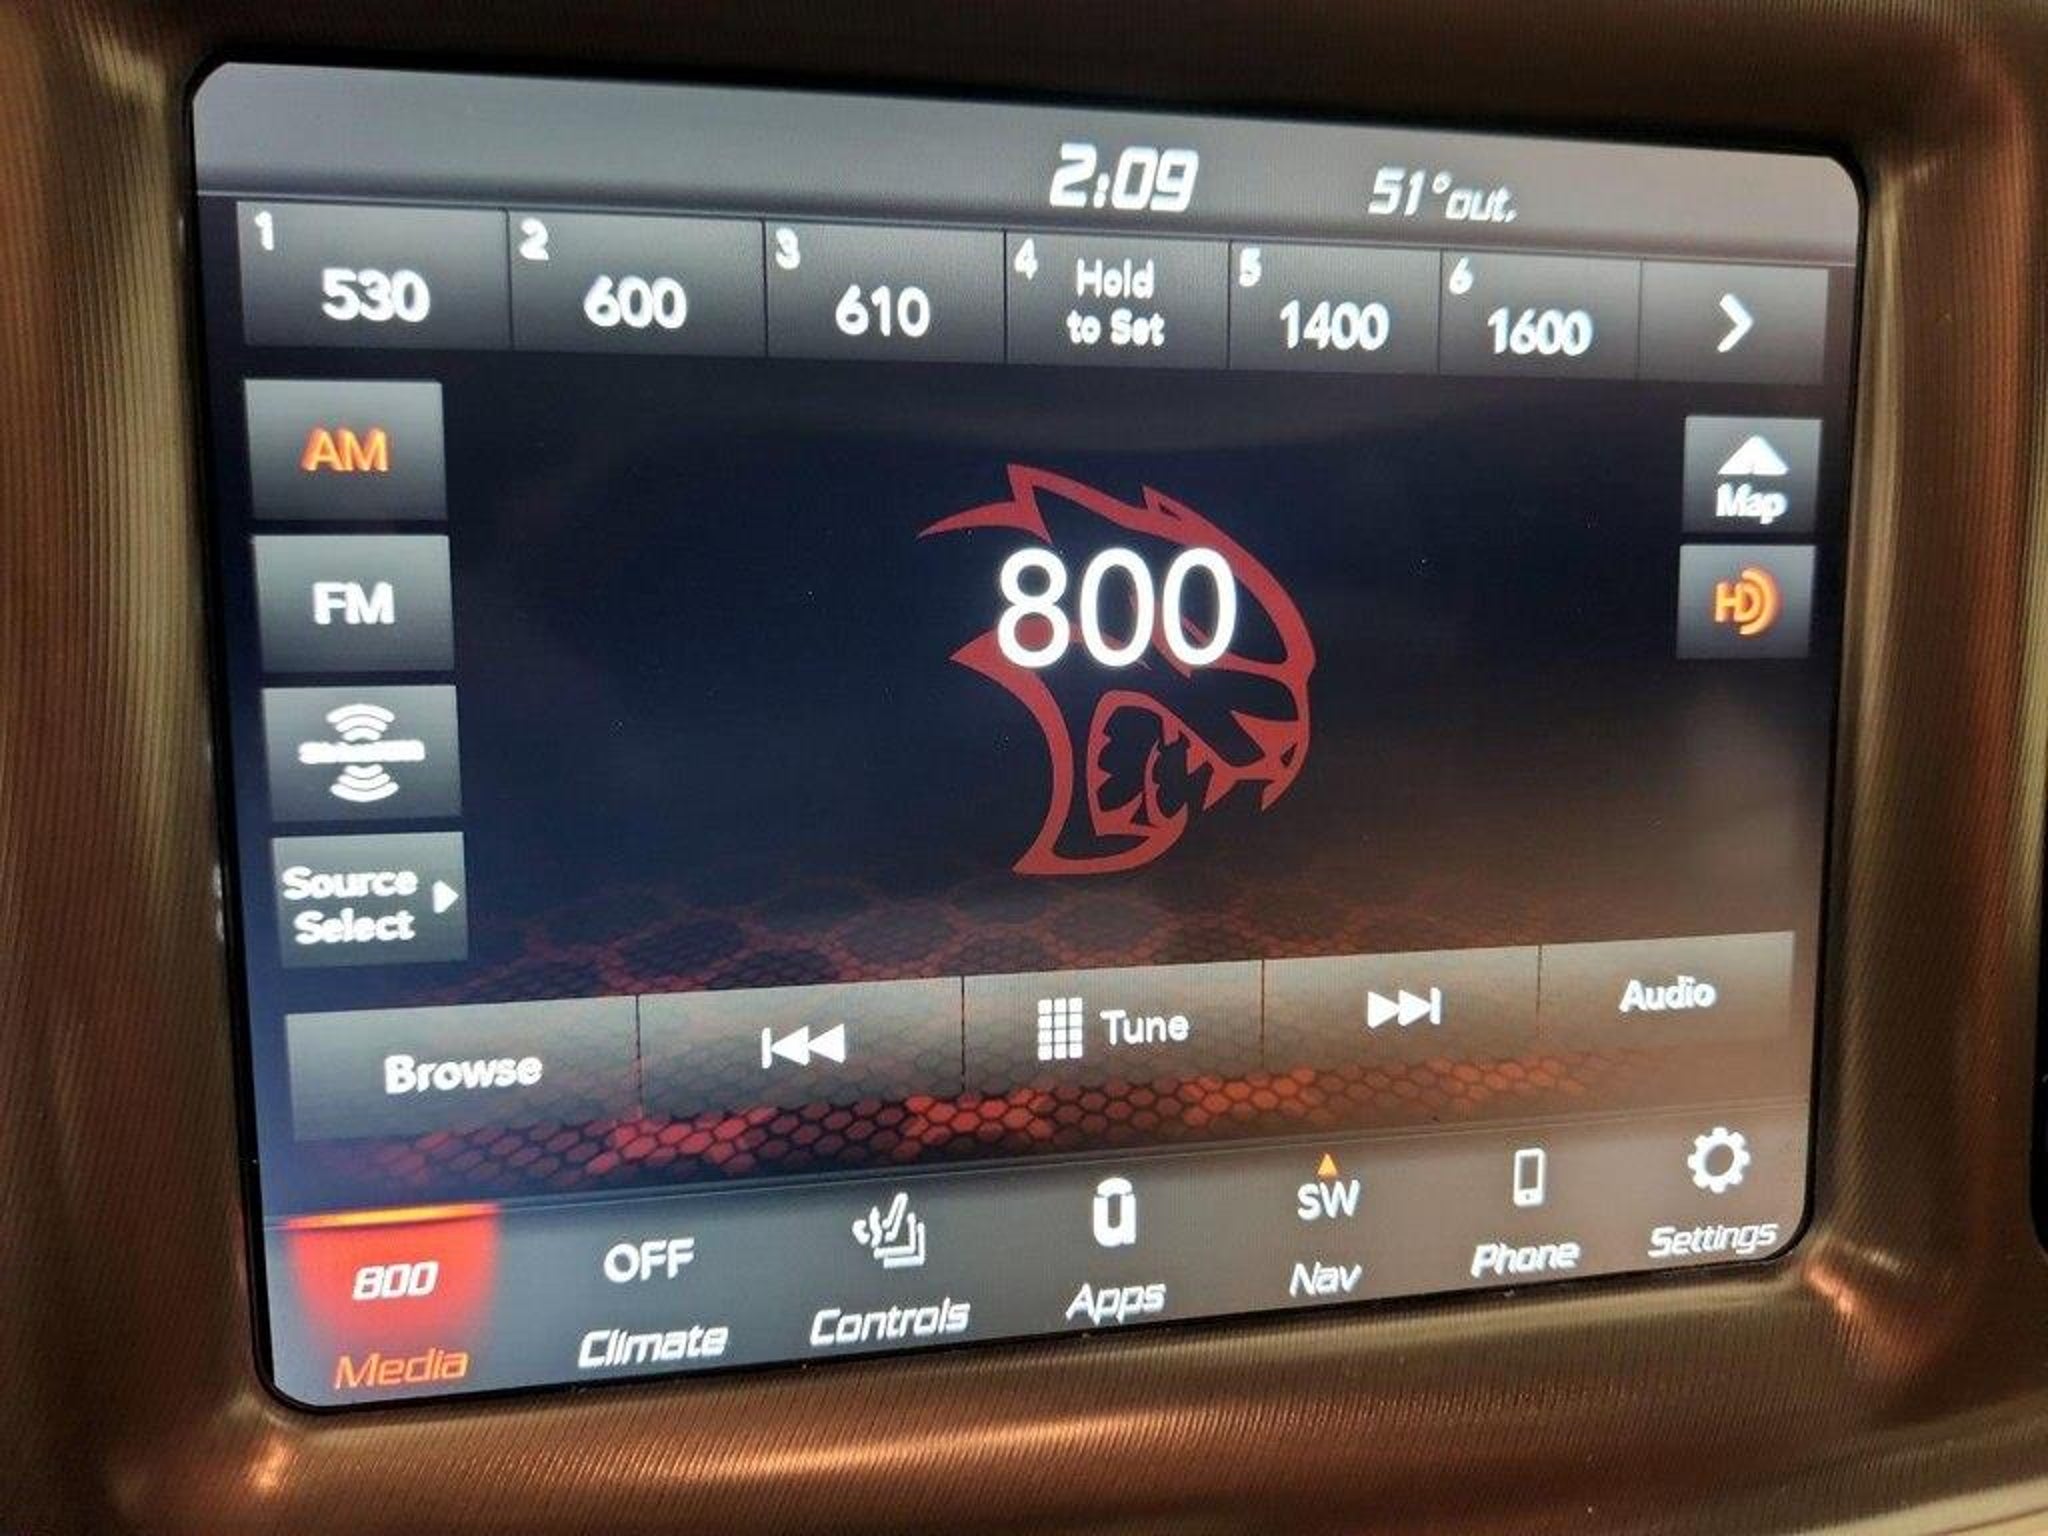 2:09 51°out.
1 530 2 600 3 610 4 Hold to Set 5 1400 6 1600
AM
800
Map
FM
HD
Source
Select
Browse Tune Audio
800 OFF SW
Media Climate Controls Apps Nav Phone Settings